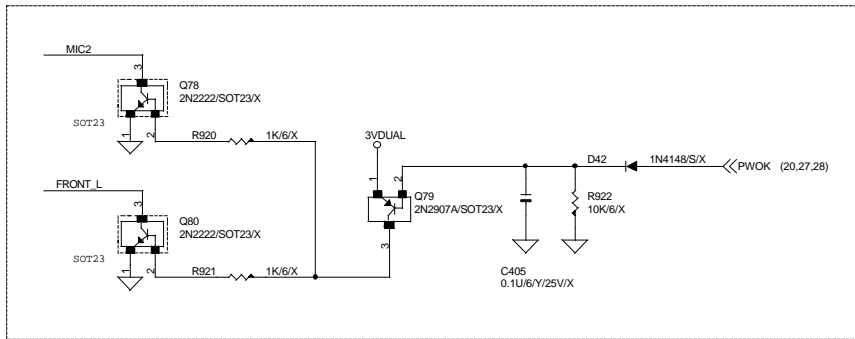 MIC2
3
Q78
2N2222/SOT23/X
SOT23
1
2
R920
1K/6/X
3VDUAL
D42
1N4148/S/X
PWOK (20,27,28)
1
2
FRONT_L
Q79
2N2907A/SOT23/X
R922
10K/6/X
3
Q80
2N2222/SOT23/X
3
SOT23
1
2
R921
1K/6/X
C405
0.1U/6/Y/25V/X